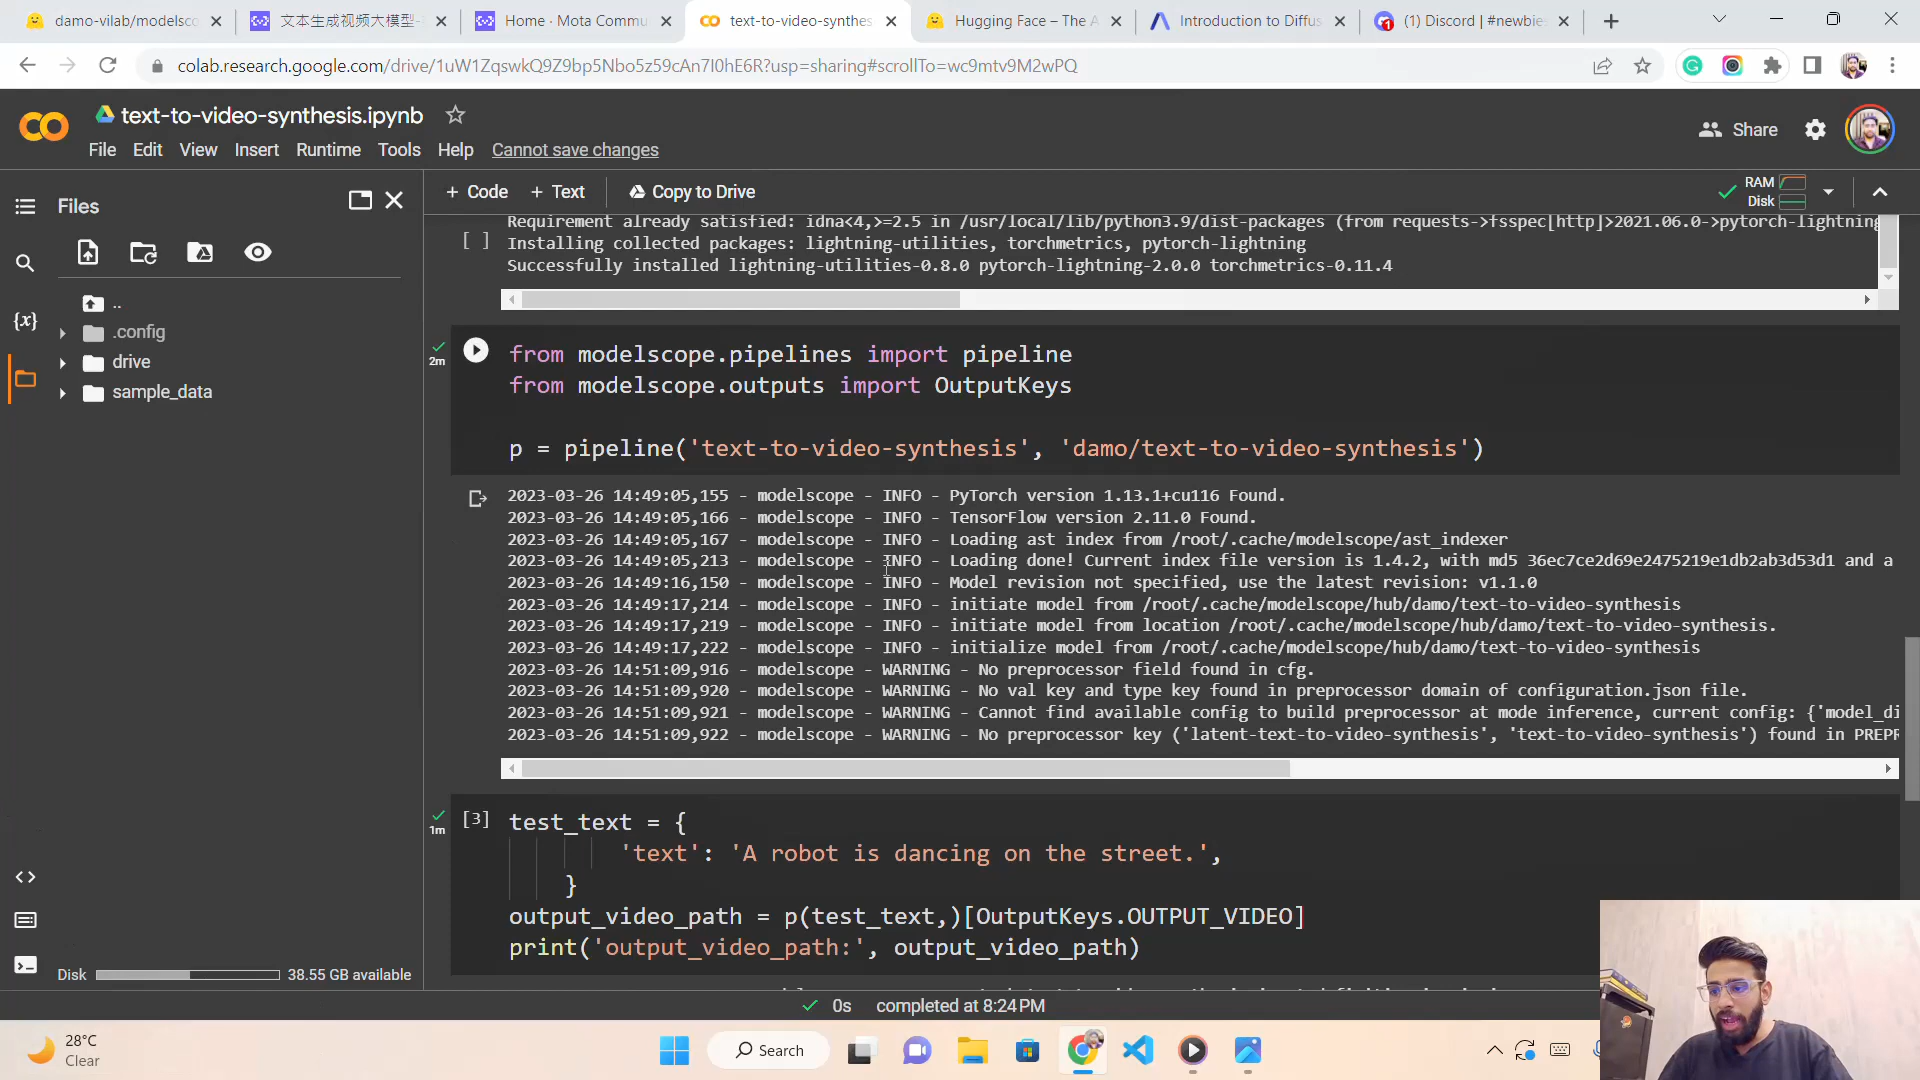 damo-vilab/modelsco
文本生成视频大模型-
Home · Mota Commu
text-to-video-synthes
Hugging Face – The A
Introduction to Diffus
(1) Discord | #newbies
colab.research.google.com/drive/1uW1ZqswkQ9Z9bp5Nbo5z59cAn7I0hE6R?usp=sharing#scrollTo=wc9mtv9M2wPQ
text-to-video-synthesis.ipynb
Share
File Edit View Insert Runtime Tools Help Cannot save changes
Files
+ Code + Text Copy to Drive
RAM
Disk
..
.config
drive
sample_data
{x}
Requirement already satisfied: idna<4,>=2.5 in /usr/local/lib/python3.9/dist-packages (from requests->fsspec[http]>2021.06.0->pytorch-lightning
[ ] Installing collected packages: lightning-utilities, torchmetrics, pytorch-lightning
Successfully installed lightning-utilities-0.8.0 pytorch-lightning-2.0.0 torchmetrics-0.11.4
2m
from modelscope.pipelines import pipeline
from modelscope.outputs import OutputKeys
p = pipeline('text-to-video-synthesis', 'damo/text-to-video-synthesis')
2023-03-26 14:49:05,155 - modelscope - INFO - PyTorch version 1.13.1+cu116 Found.
2023-03-26 14:49:05,166 - modelscope - INFO - TensorFlow version 2.11.0 Found.
2023-03-26 14:49:05,167 - modelscope - INFO - Loading ast index from /root/.cache/modelscope/ast_indexer
2023-03-26 14:49:05,213 - modelscope - INFO - Loading done! Current index file version is 1.4.2, with md5 36ec7ce2d69e2475219e1db2ab3d53d1 and a
2023-03-26 14:49:16,150 - modelscope - INFO - Model revision not specified, use the latest revision: v1.1.0
2023-03-26 14:49:17,214 - modelscope - INFO - initiate model from /root/.cache/modelscope/hub/damo/text-to-video-synthesis
2023-03-26 14:49:17,219 - modelscope - INFO - initiate model from location /root/.cache/modelscope/hub/damo/text-to-video-synthesis.
2023-03-26 14:49:17,222 - modelscope - INFO - initialize model from /root/.cache/modelscope/hub/damo/text-to-video-synthesis
2023-03-26 14:51:09,916 - modelscope - WARNING - No preprocessor field found in cfg.
2023-03-26 14:51:09,920 - modelscope - WARNING - No val key and type key found in preprocessor domain of configuration.json file.
2023-03-26 14:51:09,921 - modelscope - WARNING - Cannot find available config to build preprocessor at mode inference, current config: {'model_di
2023-03-26 14:51:09,922 - modelscope - WARNING - No preprocessor key ('latent-text-to-video-synthesis', 'text-to-video-synthesis') found in PREPR
1m
[3] test_text = {
'text': 'A robot is dancing on the street.',
}
output_video_path = p(test_text,)[OutputKeys.OUTPUT_VIDEO]
print('output_video_path:', output_video_path)
Disk 38.55 GB available
0s completed at 8:24 PM
28°C
Clear
Search